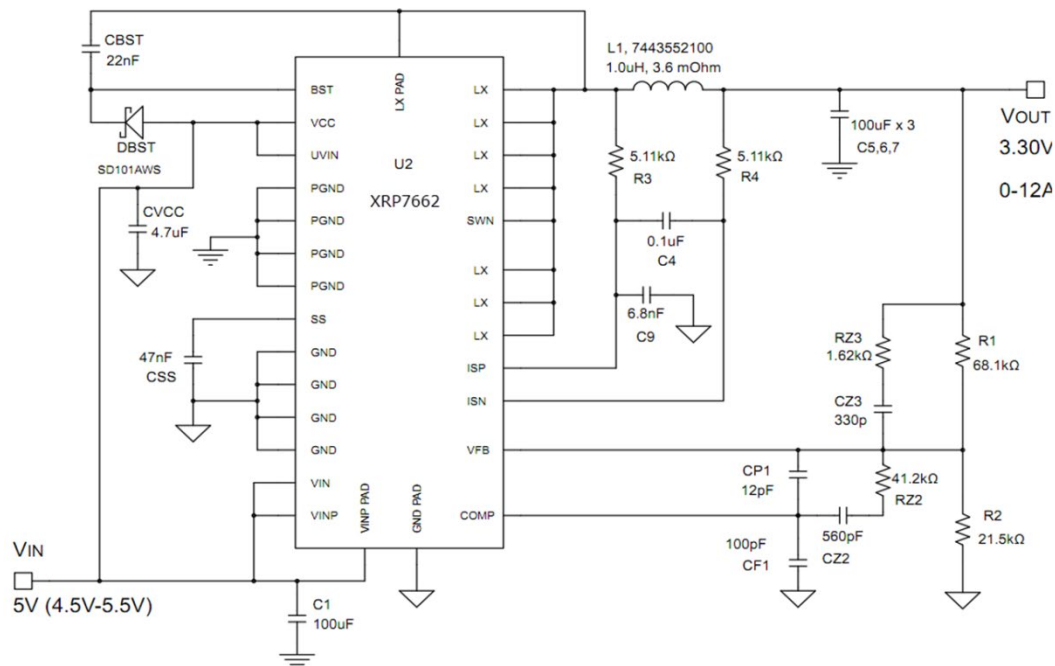 CBST
22nF
DBST
SD101AWS
CVCC
4.7uF
47nF
CSS
VIN
5V (4.5V-5.5V)
C1
100uF
LX PAD
BST
VCC
UVIN
PGND
PGND
PGND
PGND
SS
GND
GND
GND
GND
VIN
VINP
VINP PAD
GND PAD
U2
XRP7662
LX
LX
LX
LX
SWN
LX
LX
LX
ISP
ISN
VFB
COMP
L1, 7443552100
1.0uH, 3.6 mOhm
5.11kΩ
R3
5.11kΩ
R4
0.1uF
C4
6.8nF
C9
100uF x 3
C5,6,7
VOUT
3.30V
0-12A
RZ3
1.62kΩ
CZ3
330p
R1
68.1kΩ
CP1
12pF
41.2kΩ
RZ2
560pF
CZ2
100pF
CF1
R2
21.5kΩ